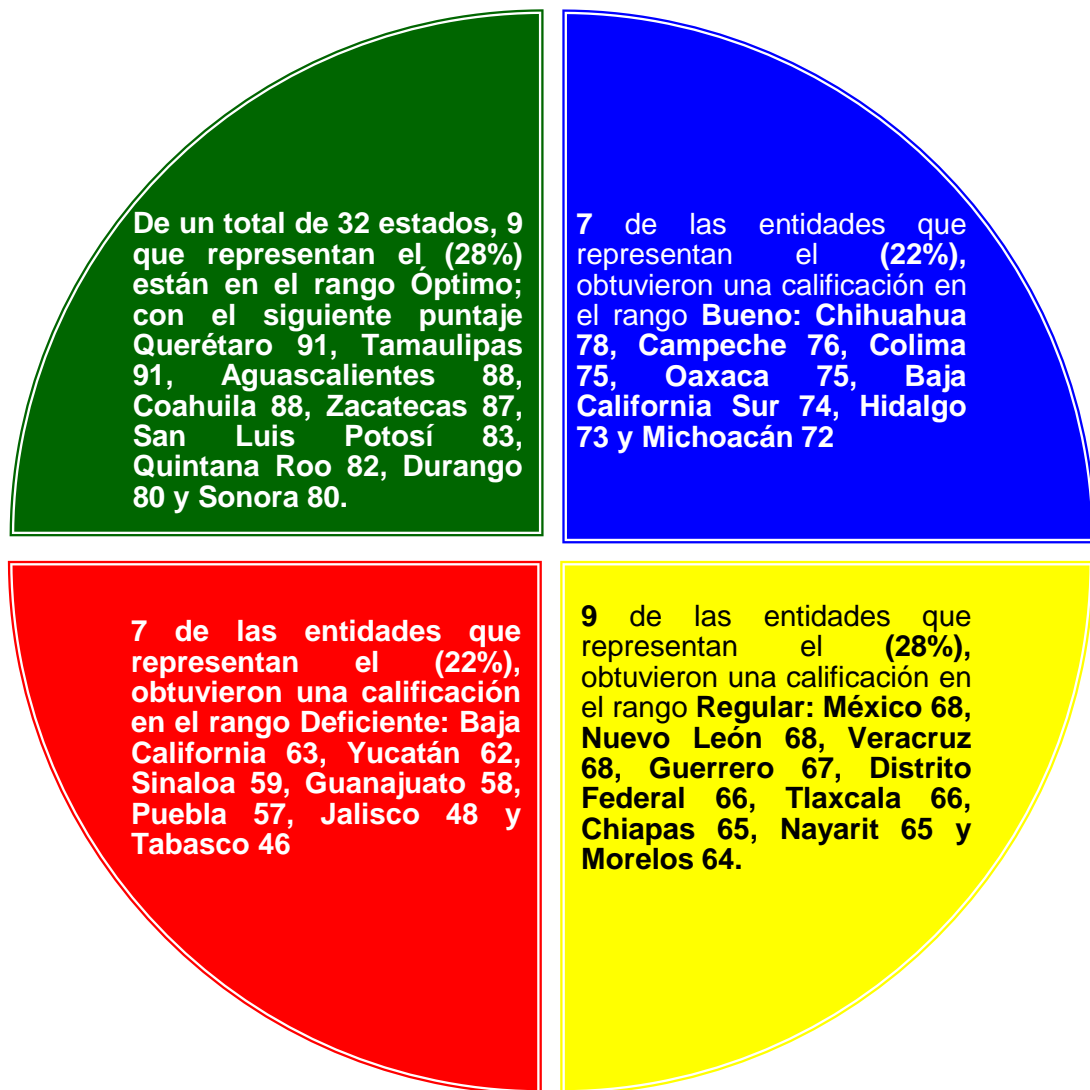 De un total de 32 estados, 9
que representan el (28%)
están en el rango Óptimo;
con el siguiente puntaje
Querétaro 91, Tamaulipas
91, Aguascalientes 88,
Coahuila 88, Zacatecas 87,
San Luis Potosí 83,
Quintana Roo 82, Durango
80 y Sonora 80.
7 de las entidades que
representan el (22%),
obtuvieron una calificación en
el rango Bueno: Chihuahua
78, Campeche 76, Colima
75, Oaxaca 75, Baja
California Sur 74, Hidalgo
73 y Michoacán 72
7 de las entidades que
representan el (22%),
obtuvieron una calificación
en el rango Deficiente: Baja
California 63, Yucatán 62,
Sinaloa 59, Guanajuato 58,
Puebla 57, Jalisco 48 y
Tabasco 46
9 de las entidades que
representan el (28%),
obtuvieron una calificación en
el rango Regular: México 68,
Nuevo León 68, Veracruz
68, Guerrero 67, Distrito
Federal 66, Tlaxcala 66,
Chiapas 65, Nayarit 65 y
Morelos 64.